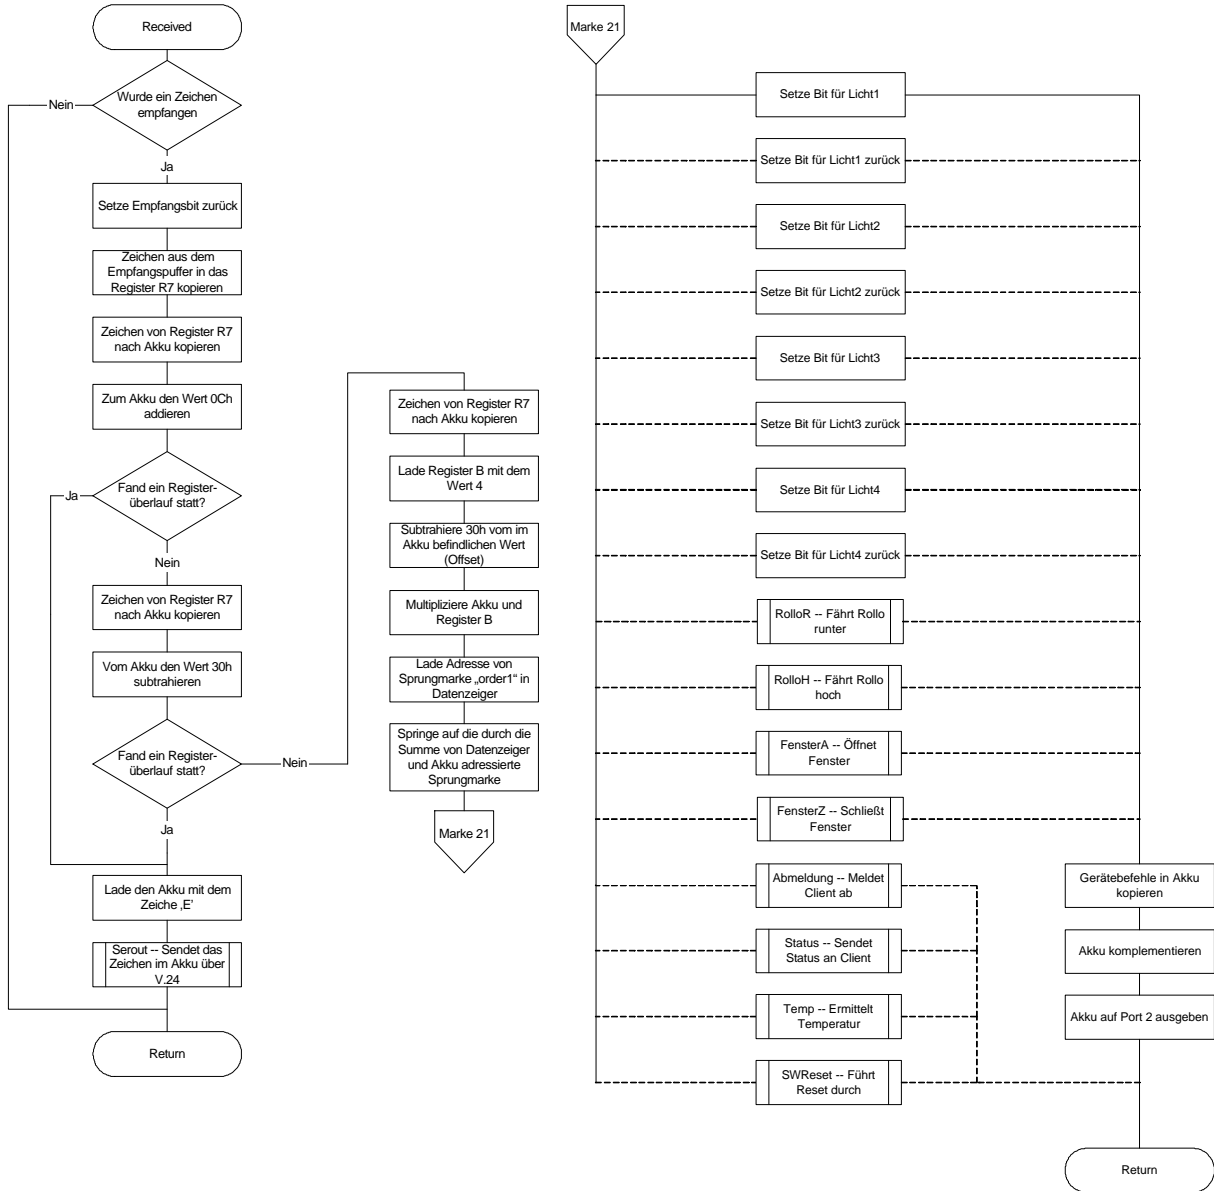 Received
Wurde ein Zeichen
empfangen
Nein
Ja
Setze Empfangsbit zurück
Zeichen aus dem
Empfangspuffer in das
Register R7 kopieren
Zeichen von Register R7
nach Akku kopieren
Zum Akku den Wert 0Ch
addieren
Fand ein Register-
überlauf statt?
Ja
Nein
Zeichen von Register R7
nach Akku kopieren
Vom Akku den Wert 30h
subtrahieren
Fand ein Register-
überlauf statt?
Nein
Ja
Lade den Akku mit dem
Zeiche ‚E’
Serout -- Sendet das
Zeichen im Akku über
V.24
Return
Zeichen von Register R7
nach Akku kopieren
Lade Register B mit dem
Wert 4
Subtrahiere 30h vom im
Akku befindlichen Wert
(Offset)
Multipliziere Akku und
Register B
Lade Adresse von
Sprungmarke „order1“ in
Datenzeiger
Springe auf die durch die
Summe von Datenzeiger
und Akku adressierte
Sprungmarke
Marke 21
Marke 21
Setze Bit für Licht1
Setze Bit für Licht1 zurück
Setze Bit für Licht2
Setze Bit für Licht2 zurück
Setze Bit für Licht3
Setze Bit für Licht3 zurück
Setze Bit für Licht4
Setze Bit für Licht4 zurück
RolloR -- Fährt Rollo
runter
RolloH -- Fährt Rollo
hoch
FensterA -- Öffnet
Fenster
FensterZ -- Schließt
Fenster
Abmeldung -- Meldet
Client ab
Status -- Sendet
Status an Client
Temp -- Ermittelt
Temperatur
SWReset -- Führt
Reset durch
Gerätebefehle in Akku
kopieren
Akku komplementieren
Akku auf Port 2 ausgeben
Return